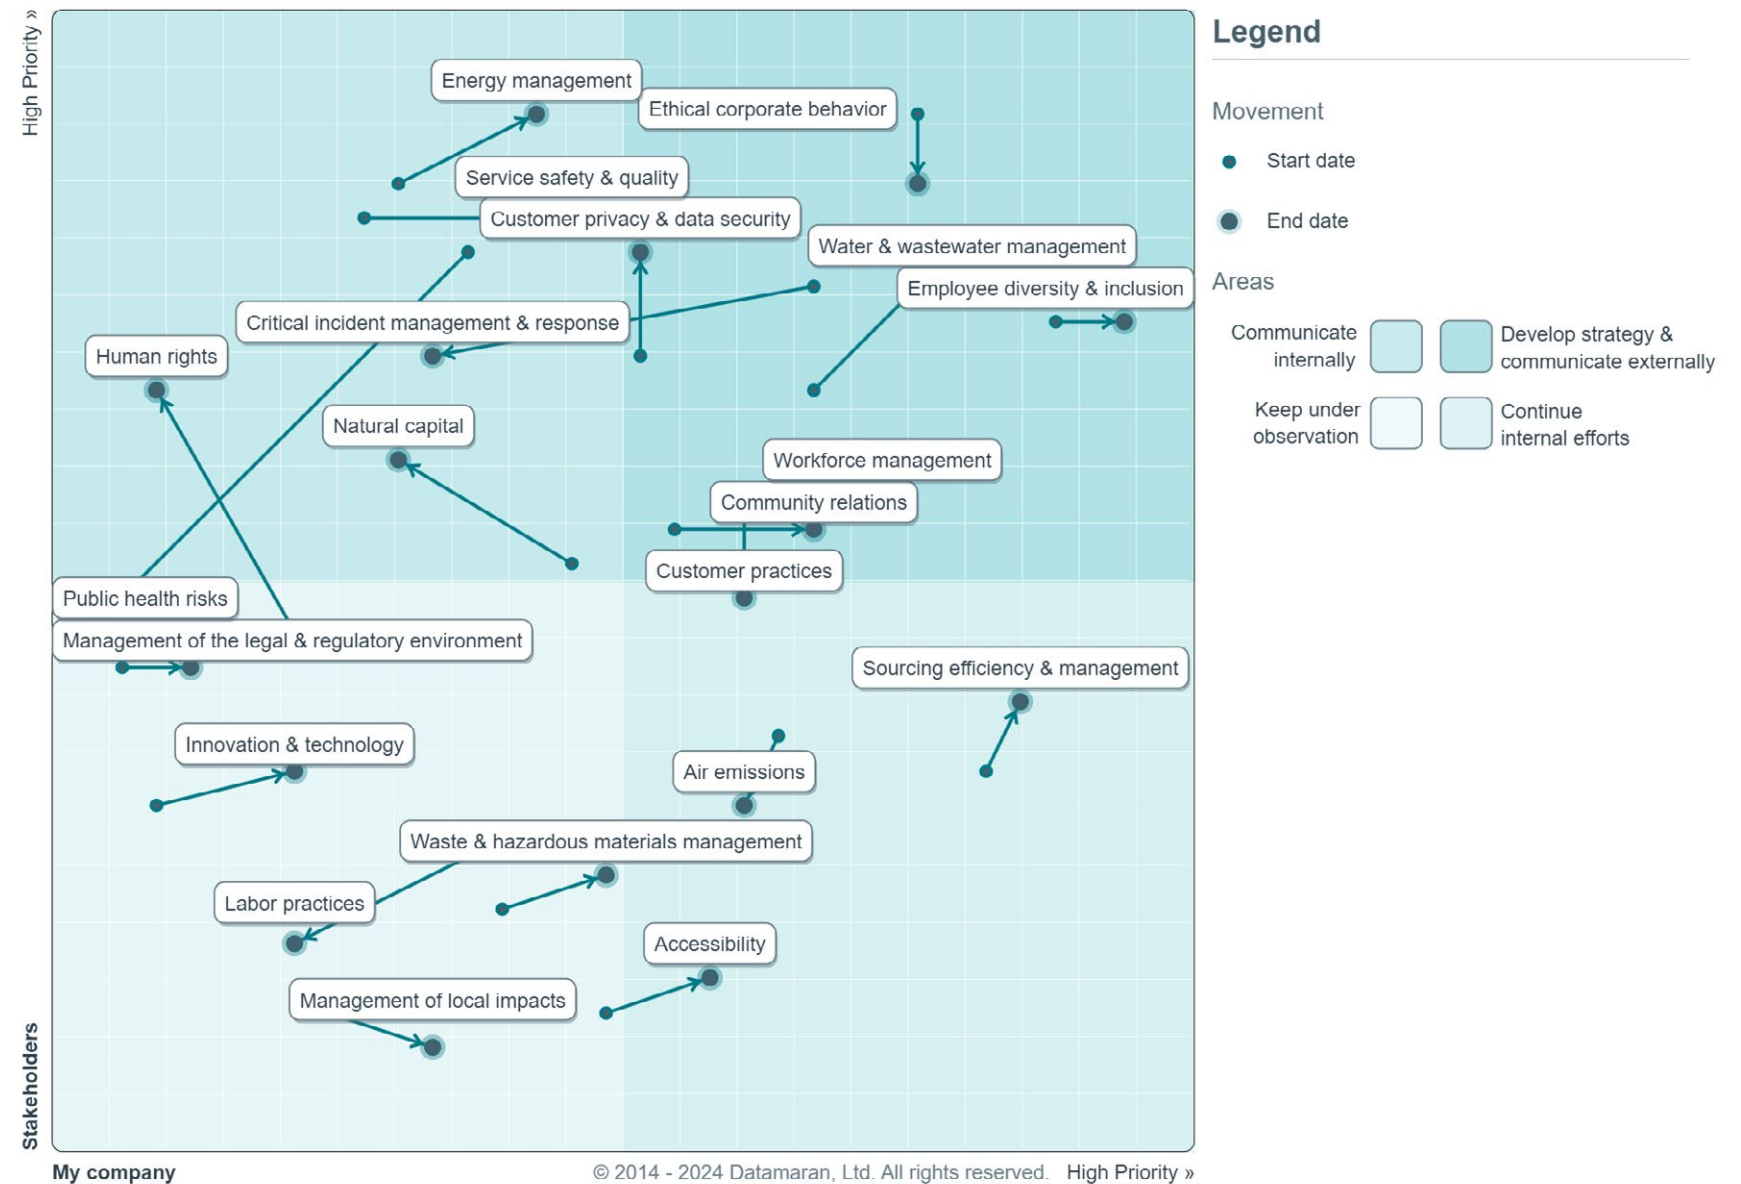 High Priority »
Energy management
Ethical corporate behavior
Service safety & quality
Customer privacy & data security
Water & wastewater management
Employee diversity & inclusion
Critical incident management & response
Human rights
Natural capital
Workforce management
Community relations
Customer practices
Public health risks
Management of the legal & regulatory environment
Sourcing efficiency & management
Innovation & technology
Air emissions
Waste & hazardous materials management
Labor practices
Accessibility
Management of local impacts
Stakeholders
My company
© 2014 - 2024 Datamaran, Ltd. All rights reserved.
High Priority »
Legend
Movement
Start date
End date
Areas
Communicate
internally
Develop strategy &
communicate externally
Keep under
observation
Continue
internal efforts